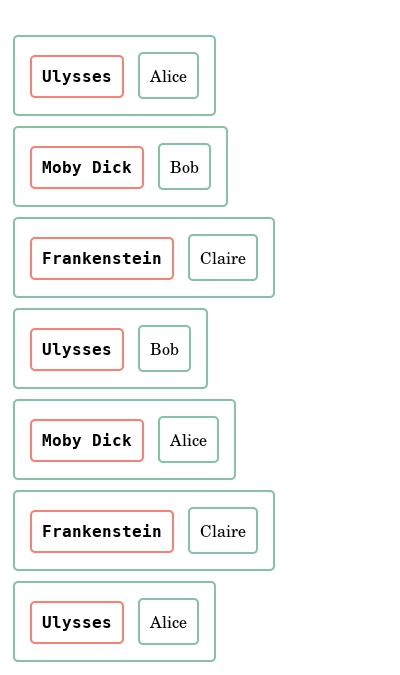 Ulysses Alice
Moby Dick Bob
Frankenstein Claire
Ulysses Bob
Moby Dick Alice
Frankenstein Claire
Ulysses Alice